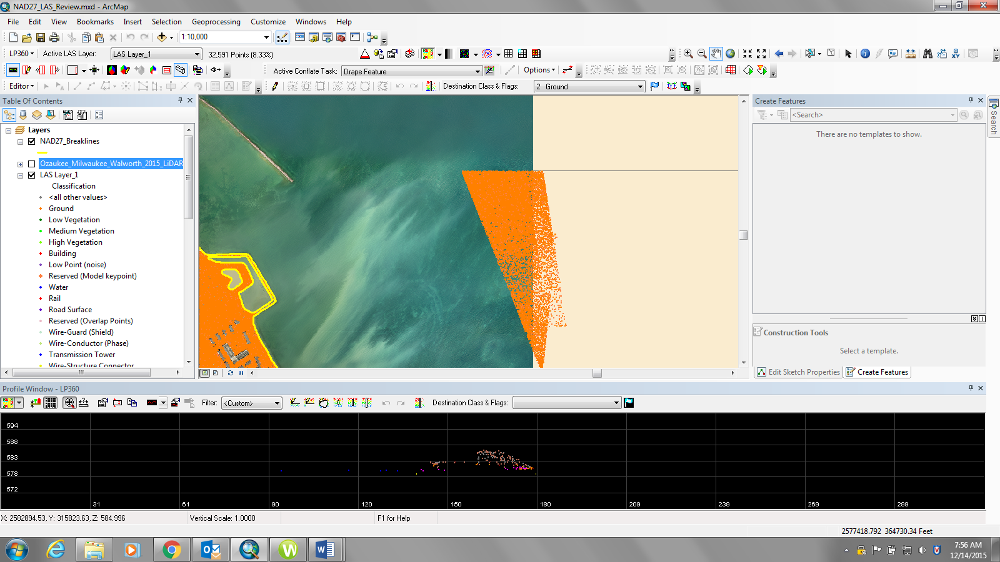 NAD27_LAS_Review.mxd - ArcMap
File Edit View Bookmarks Insert Selection Geoprocessing Customize Windows Help
1:10,000
LP360 Active LAS Layer: LAS Layer_1 32,591 Points (8.33%)
Active Conflate Task: Drape Feature Options
Editor Destination Class & Flags: 2 Ground
Table Of Contents
Layers
NAD27_Breaklines
Ozaukee_Milwaukee_Walworth_2015_LiDAR
LAS Layer_1
Classification
<all other values>
Ground
Low Vegetation
Medium Vegetation
High Vegetation
Building
Low Point (noise)
Reserved (Model keypoint)
Water
Rail
Road Surface
Reserved (Overlap Points)
Wire-Guard (Shield)
Wire-Conductor (Phase)
Transmission Tower
Wire-Structure Connector
Create Features
<Search>
There are no templates to show.
Construction Tools
Select a template.
Edit Sketch Properties Create Features
Search
Profile Window - LP360
Filter: <Custom> Destination Class & Flags:
594
588
583
578
572
31 61 90 120 150 180 209 239 269 299
X: 2582894.53, Y: 315823.63, Z: 584.996 Vertical Scale: 1.0000 F1 for Help
2577418.792 364730.34 Feet
7:56 AM
12/14/2015